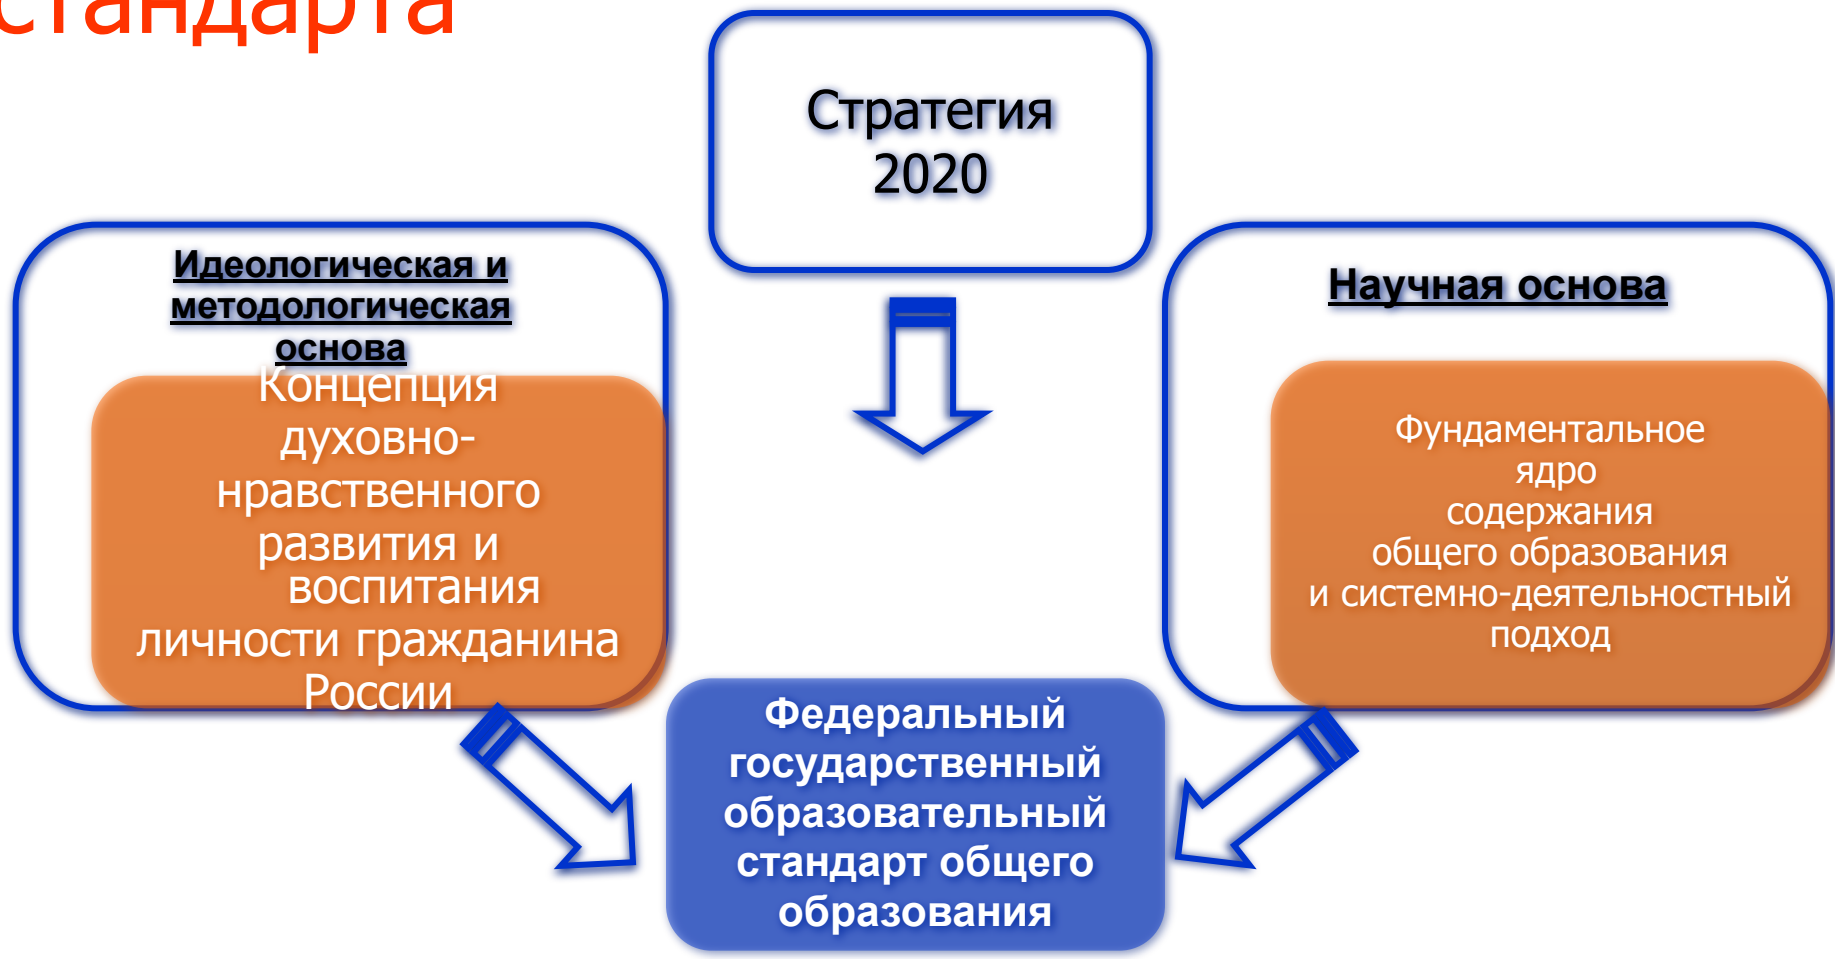 стандарта
Стратегия
2020
Идеологическая и
методологическая
основа
Концепция
духовно-
нравственного
развития и
воспитания
личности гражданина
России
Научная основа
Фундаментальное
ядро
содержания
общего образования
и системно-деятельностный
подход
Федеральный
государственный
образовательный
стандарт общего
образования